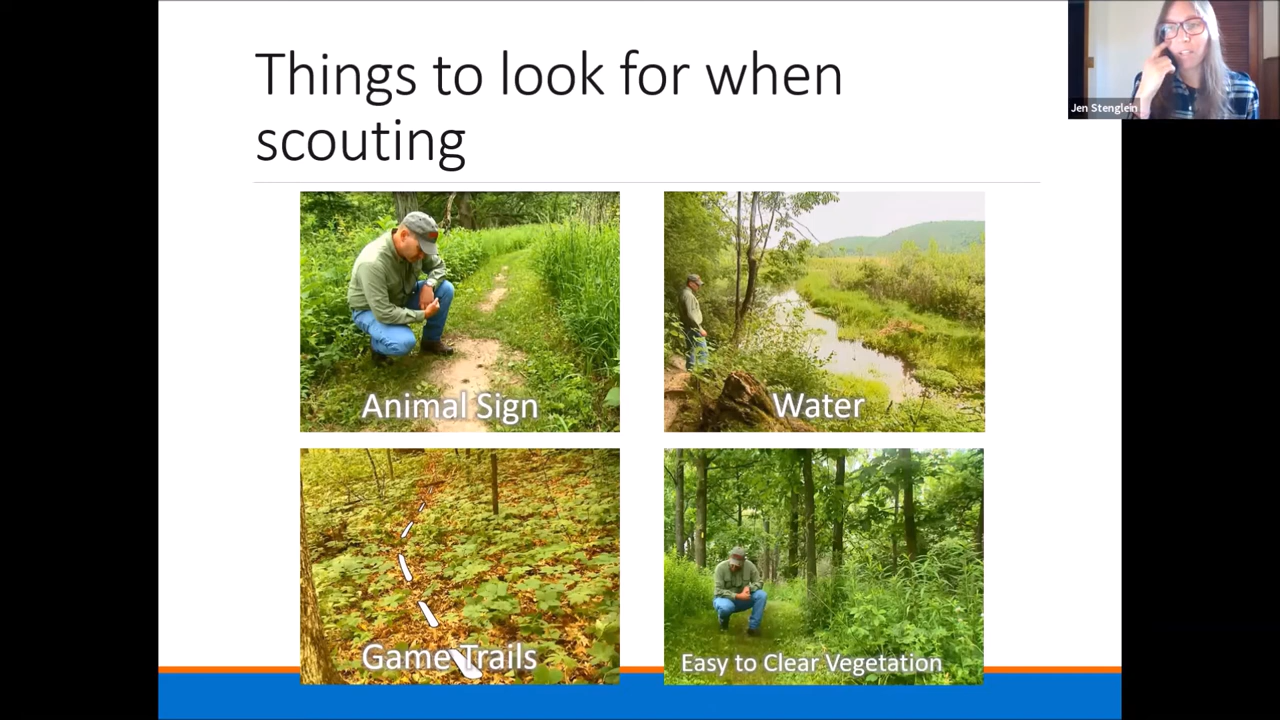 Things to look for when
scouting
Jen Stenglein
Animal Sign
Water
Game Trails
Easy to Clear Vegetation